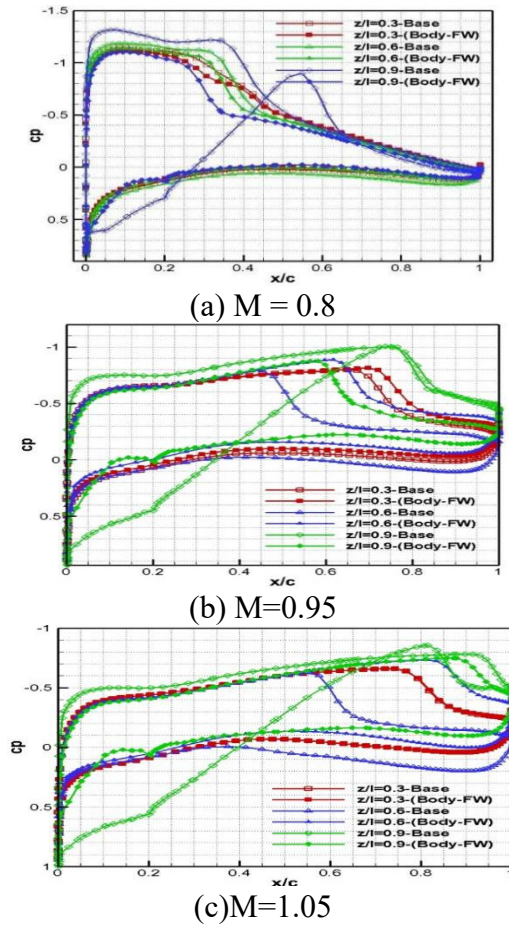 -1.5
-1
-0.5
0
0.5
cp
z/l=0.3-Base
z/l=0.3-(Body-FW)
z/l=0.6-Base
z/l=0.6-(Body-FW)
z/l=0.9-Base
z/l=0.9-(Body-FW)
0 0.2 0.4 0.6 0.8 1
x/c
(a) M = 0.8
-1
-0.5
0
0.5
cp
z/l=0.3-Base
z/l=0.3-(Body-FW)
z/l=0.6-Base
z/l=0.6-(Body-FW)
z/l=0.9-Base
z/l=0.9-(Body-FW)
0 0.2 0.4 0.6 0.8 1
x/c
(b) M=0.95
-1
-0.5
0
0.5
1
cp
z/l=0.3-Base
z/l=0.3-(Body-FW)
z/l=0.6-Base
z/l=0.6-(Body-FW)
z/l=0.9-Base
z/l=0.9-(Body-FW)
0 0.2 0.4 0.6 0.8 1
x/c
(c)M=1.05